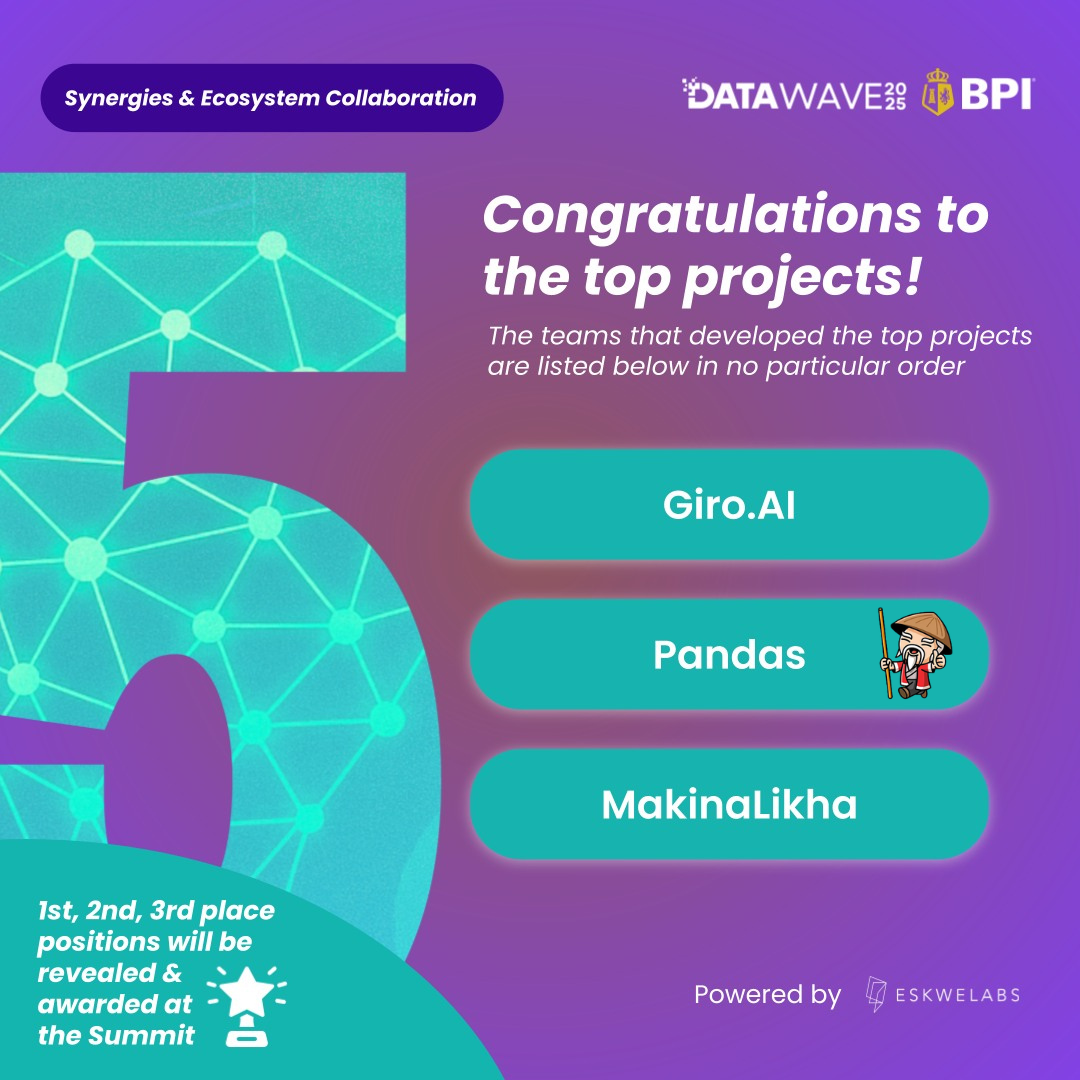 Synergies & Ecosystem Collaboration
DATAWAVE 2025 BPI
Congratulations to
the top projects!
The teams that developed the top projects
are listed below in no particular order
Giro.AI
Pandas
MakinaLikha
1st, 2nd, 3rd place
positions will be
revealed &
awarded at
the Summit
Powered by ESKWELABS
5